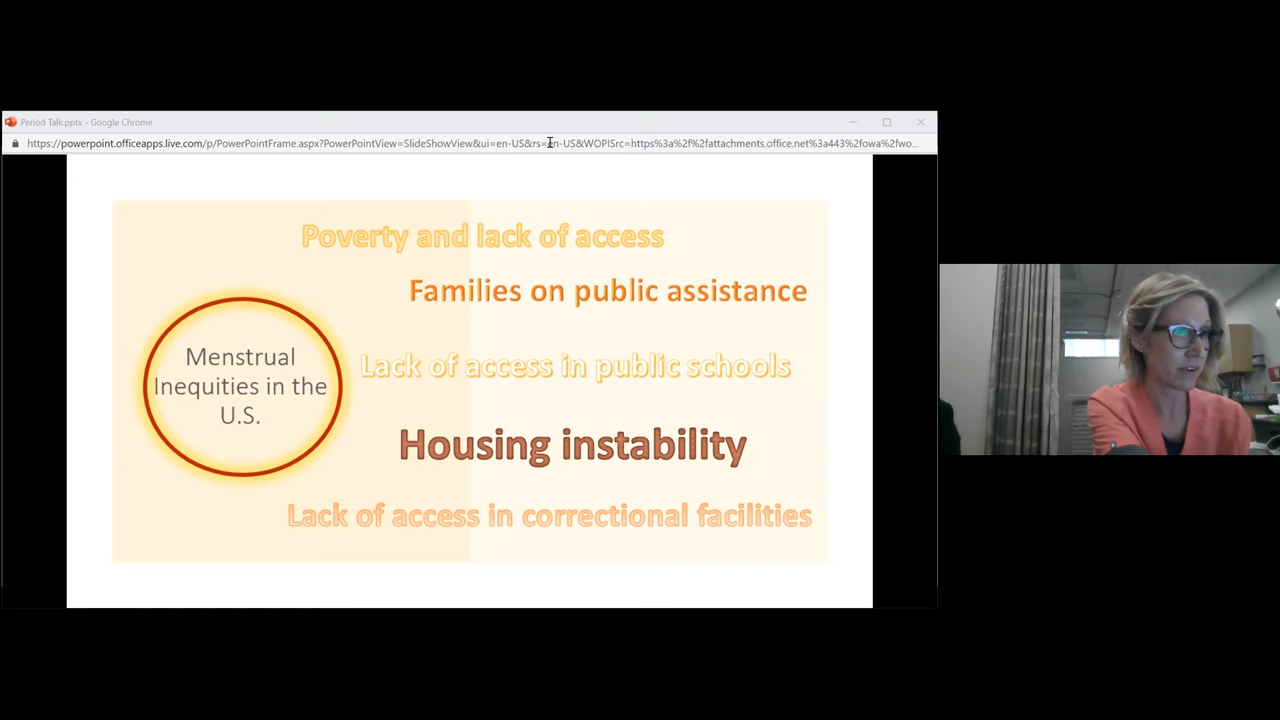 Period Talk.pptx - Google Chrome
https://powerpoint.officeapps.live.com/p/PowerPointFrame.aspx?PowerPointView=SlideShowView&ui=en-US&rs=en-US&WOPISrc=https%3a%2f%2fattachments.office.net%3a443%2fowa%2fwo...
Poverty and lack of access
Families on public assistance
Menstrual
Inequities in the
U.S.
Lack of access in public schools
Housing instability
Lack of access in correctional facilities